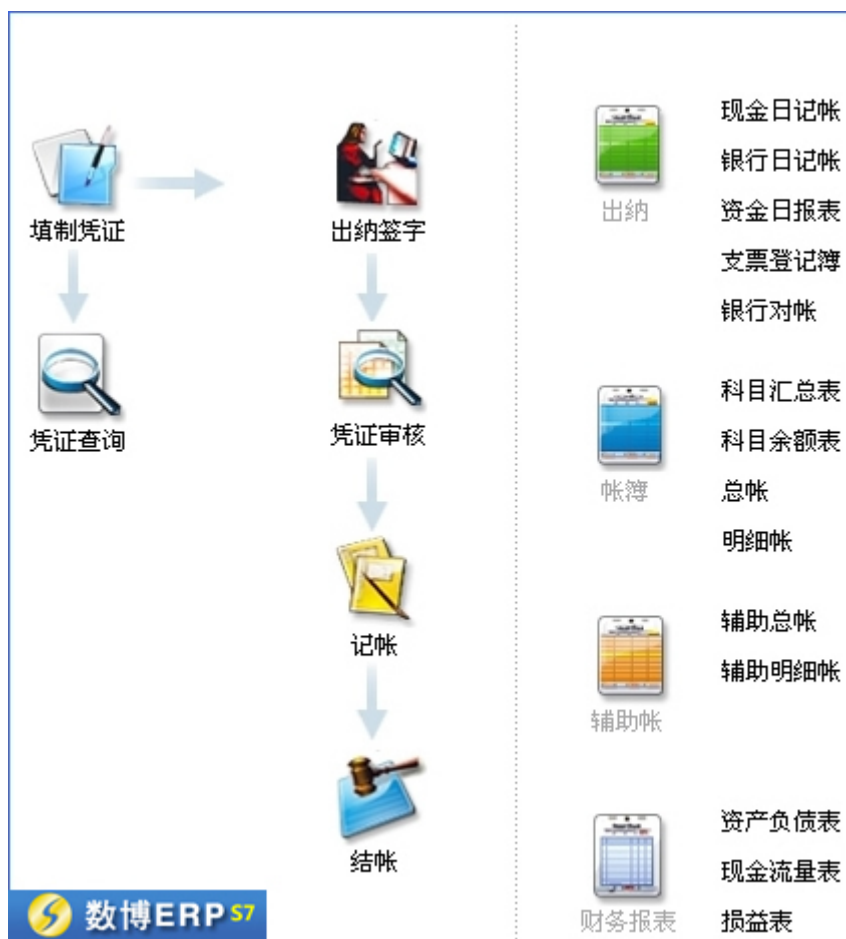 填制凭证
出纳签字
凭证查询
凭证审核
记帐
结帐
出纳
现金日记帐
银行日记帐
资金日报表
支票登记簿
银行对帐
帐簿
科目汇总表
科目余额表
总帐
明细帐
辅助帐
辅助总帐
辅助明细帐
财务报表
资产负债表
现金流量表
损益表
数博ERP S7